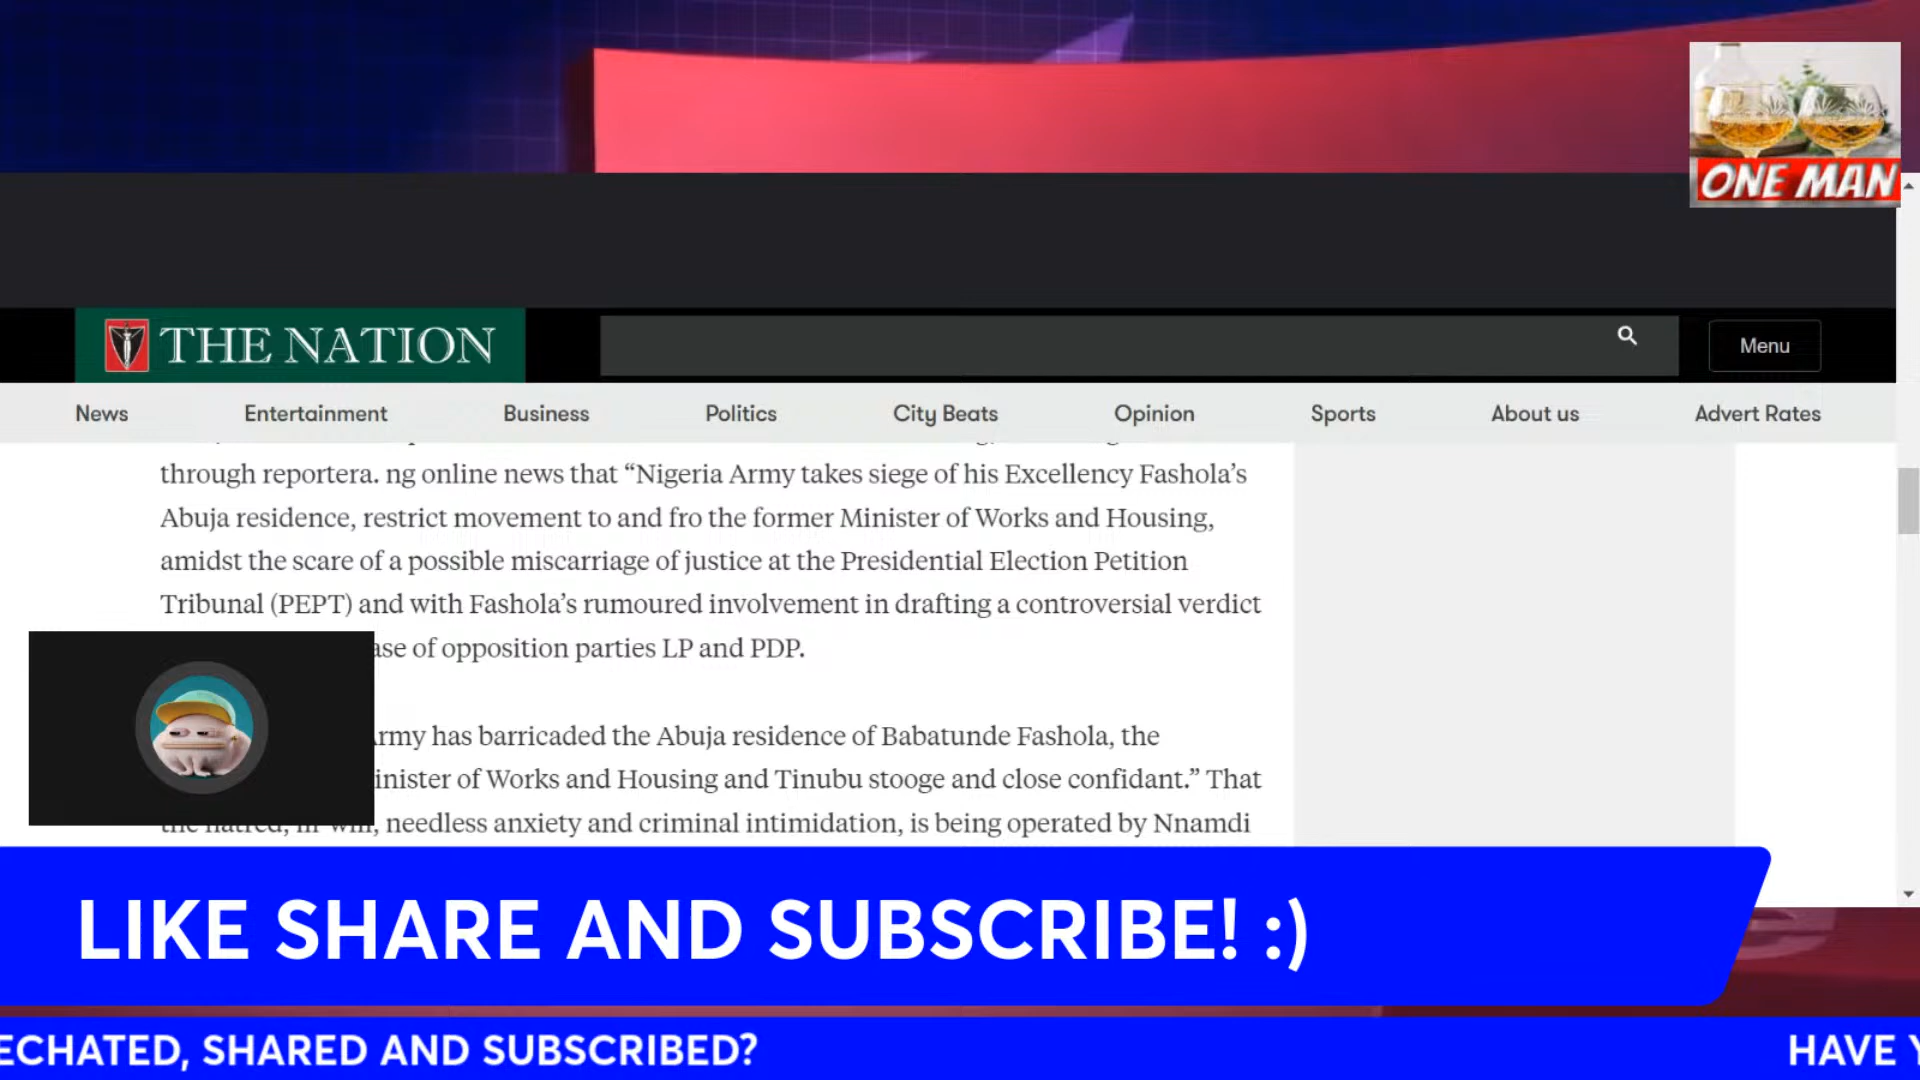 ONE MAN
THE NATION
Menu
News Entertainment Business Politics City Beats Opinion Sports About us Advert Rates
through reportera. ng online news that “Nigeria Army takes siege of his Excellency Fashola’s
Abuja residence, restrict movement to and fro the former Minister of Works and Housing,
amidst the scare of a possible miscarriage of justice at the Presidential Election Petition
Tribunal (PEPT) and with Fashola’s rumoured involvement in drafting a controversial verdict
of opposition parties LP and PDP.
has barricaded the Abuja residence of Babatunde Fashola, the
of Works and Housing and Tinubu stooge and close confidant.” That
needless anxiety and criminal intimidation, is being operated by Nnamdi
LIKE SHARE AND SUBSCRIBE! :)
ECHATED, SHARED AND SUBSCRIBED?
HAVE Y